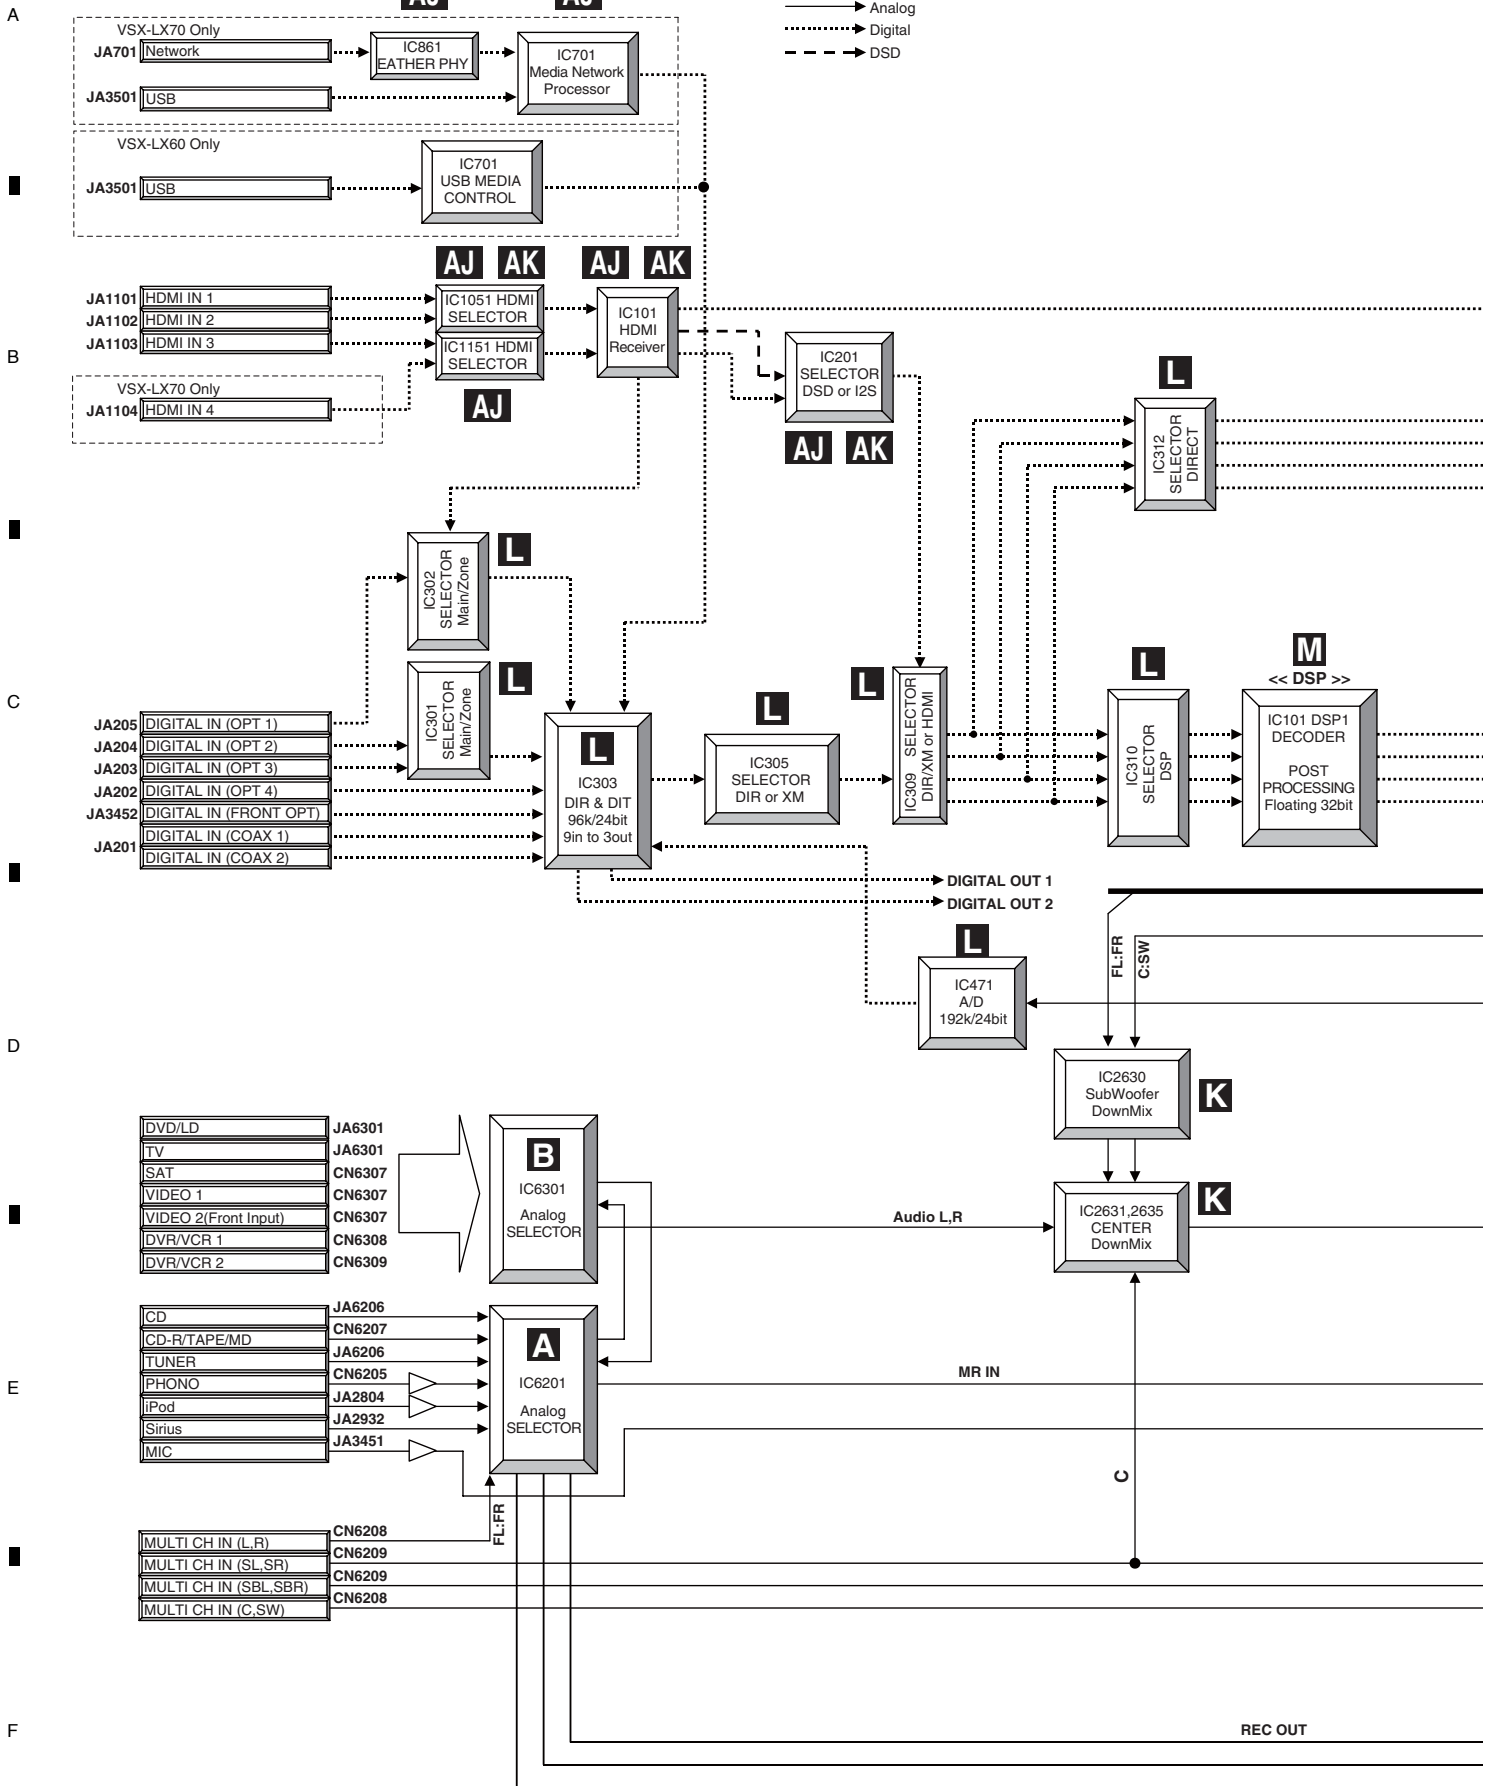 A
AJ
AJ
Analog
Digital
DSD
VSX-LX70 Only
JA701 Network
IC861
EATHER PHY
IC701
Media Network
Processor
JA3501 USB
VSX-LX60 Only
JA3501 USB
IC701
USB MEDIA
CONTROL
B
AJ AK
AJ AK
JA1101 HDMI IN 1
JA1102 HDMI IN 2
JA1103 HDMI IN 3
IC1051 HDMI
SELECTOR
IC1151 HDMI
SELECTOR
AJ
IC101
HDMI
Receiver
VSX-LX70 Only
JA1104 HDMI IN 4
IC201
SELECTOR
DSD or I2S
AJ AK
L
IC312
SELECTOR
DIRECT
C
IC302
SELECTOR
Main/Zone
L
IC301
SELECTOR
Main/Zone
L
JA205 DIGITAL IN (OPT 1)
JA204 DIGITAL IN (OPT 2)
JA203 DIGITAL IN (OPT 3)
JA202 DIGITAL IN (OPT 4)
JA3452 DIGITAL IN (FRONT OPT)
JA201
DIGITAL IN (COAX 1)
DIGITAL IN (COAX 2)
L
IC303
DIR & DIT
96k/24bit
9in to 3out
L
IC305
SELECTOR
DIR or XM
L
IC309 SELECTOR
DIR/XM or HDMI
L
IC310
SELECTOR
DSP
M
<< DSP >>
IC101 DSP1
DECODER
POST
PROCESSING
Floating 32bit
DIGITAL OUT 1
DIGITAL OUT 2
L
IC471
A/D
192k/24bit
FL:FR
C:SW
D
IC2630
SubWoofer
DownMix
K
IC2631,2635
CENTER
DownMix
K
DVD/LD JA6301
TV JA6301
SAT CN6307
VIDEO 1 CN6307
VIDEO 2(Front Input) CN6307
DVR/VCR 1 CN6308
DVR/VCR 2 CN6309
B
IC6301
Analog
SELECTOR
Audio L,R
E
CD JA6206
CD-R/TAPE/MD CN6207
TUNER JA6206
PHONO CN6205
iPod JA2804
Sirius JA2932
MIC JA3451
A
IC6201
Analog
SELECTOR
MR IN
C
FL:FR
MULTI CH IN (L,R) CN6208
MULTI CH IN (SL,SR) CN6209
MULTI CH IN (SBL,SBR) CN6209
MULTI CH IN (C,SW) CN6208
F
REC OUT